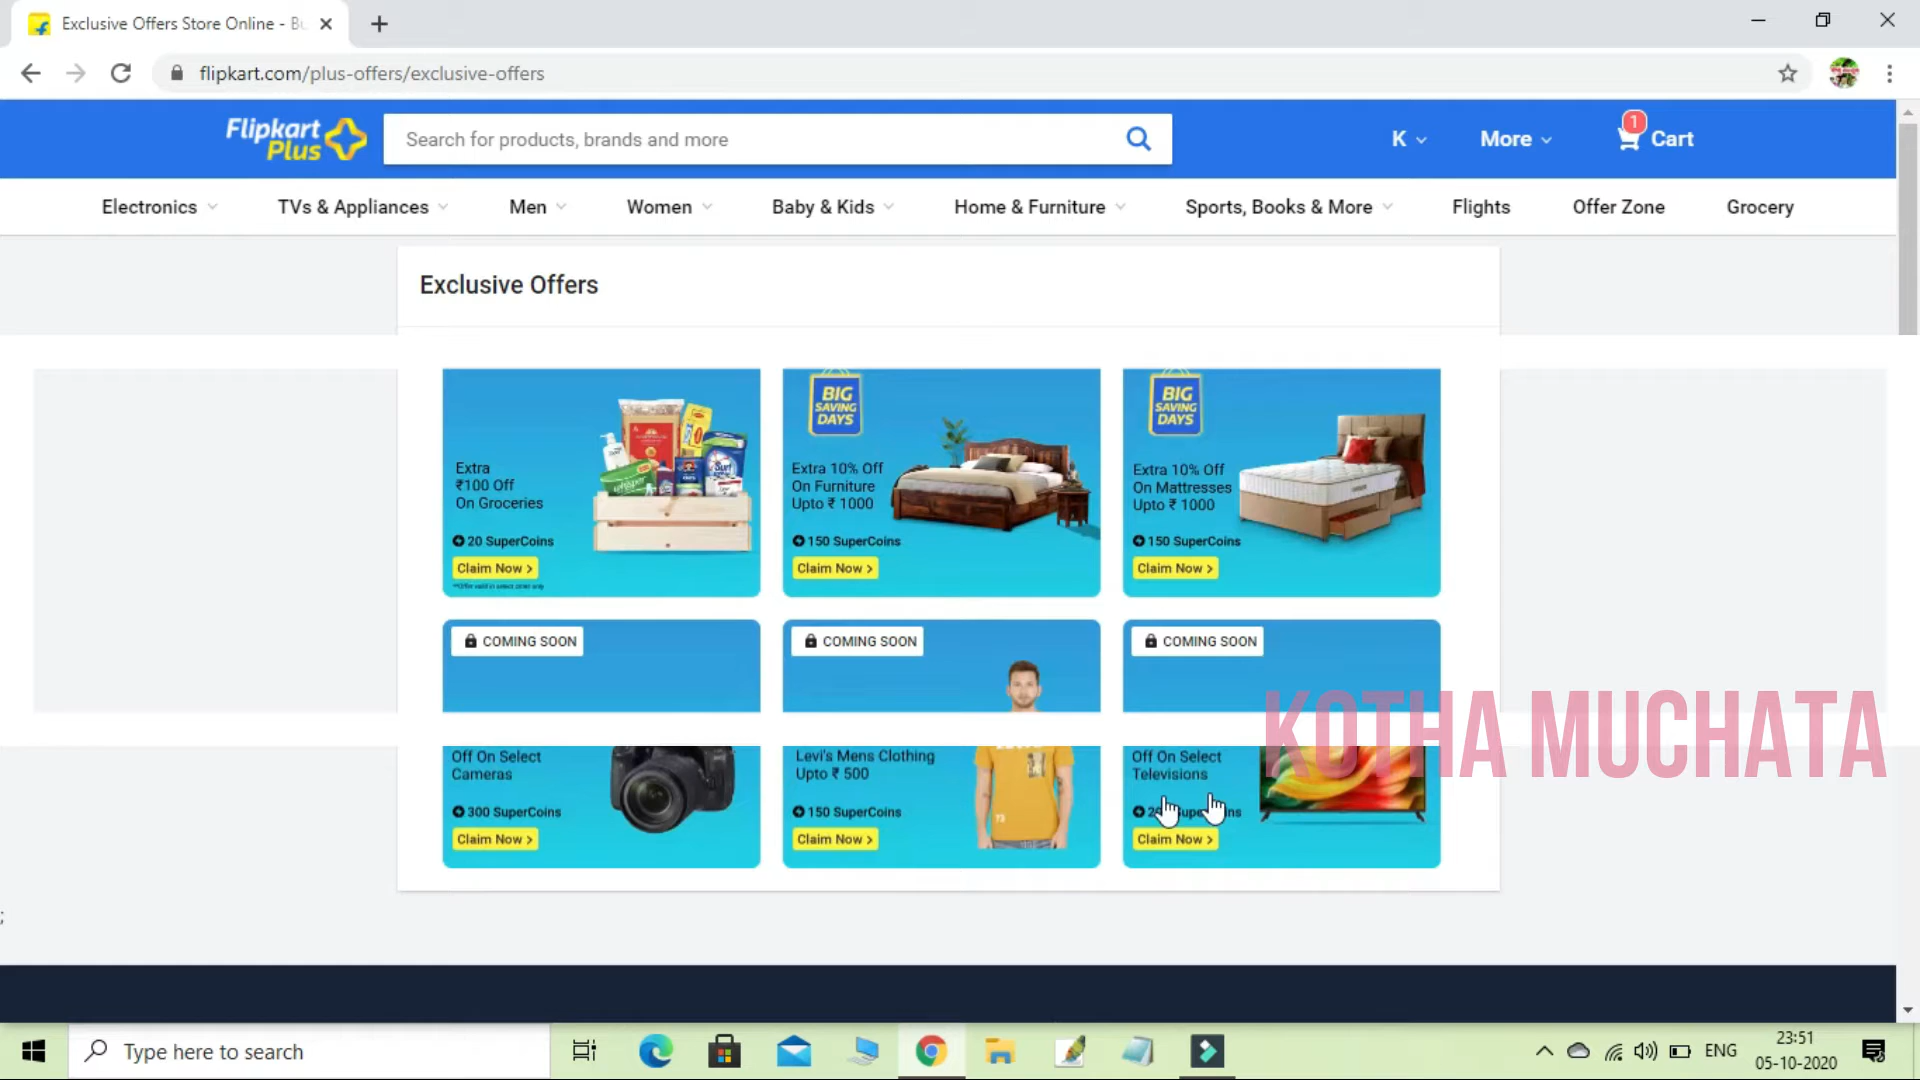 Exclusive Offers Store Online - Bu
flipkart.com/plus-offers/exclusive-offers
Flipkart
Plus
Search for products, brands and more
K
More
1
Cart
Electronics
TVs & Appliances
Men
Women
Baby & Kids
Home & Furniture
Sports, Books & More
Flights
Offer Zone
Grocery
Exclusive Offers
Extra
₹100 Off
On Groceries
20 SuperCoins
Claim Now >
**Offer valid in select cities only
BIG
SAVING
DAYS
Extra 10% Off
On Furniture
Upto ₹ 1000
150 SuperCoins
Claim Now >
BIG
SAVING
DAYS
Extra 10% Off
On Mattresses
Upto ₹ 1000
150 SuperCoins
Claim Now >
COMING SOON
Off On Select
Cameras
300 SuperCoins
Claim Now >
COMING SOON
Levi's Mens Clothing
Upto ₹ 500
150 SuperCoins
Claim Now >
COMING SOON
Off On Select
Televisions
Claim Now >
KOTHA MUCHATA
;
Type here to search
ENG
23:51
05-10-2020